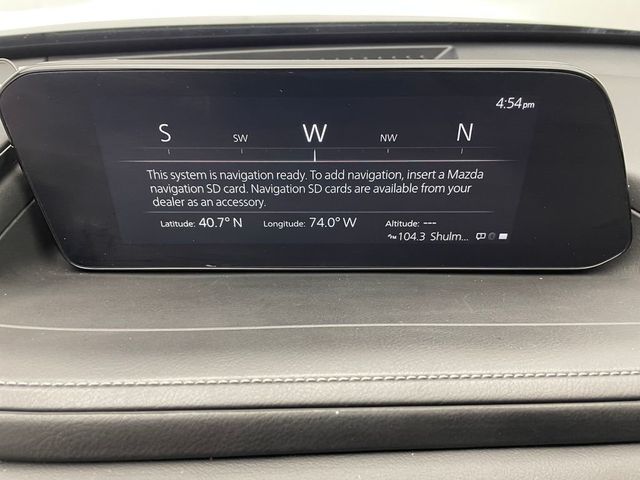 4:54pm
S SW W NW N
This system is navigation ready. To add navigation, insert a Mazda
navigation SD card. Navigation SD cards are available from your
dealer as an accessory.
Latitude: 40.7° N Longitude: 74.0° W Altitude: ---
FM 104.3 Shulm...